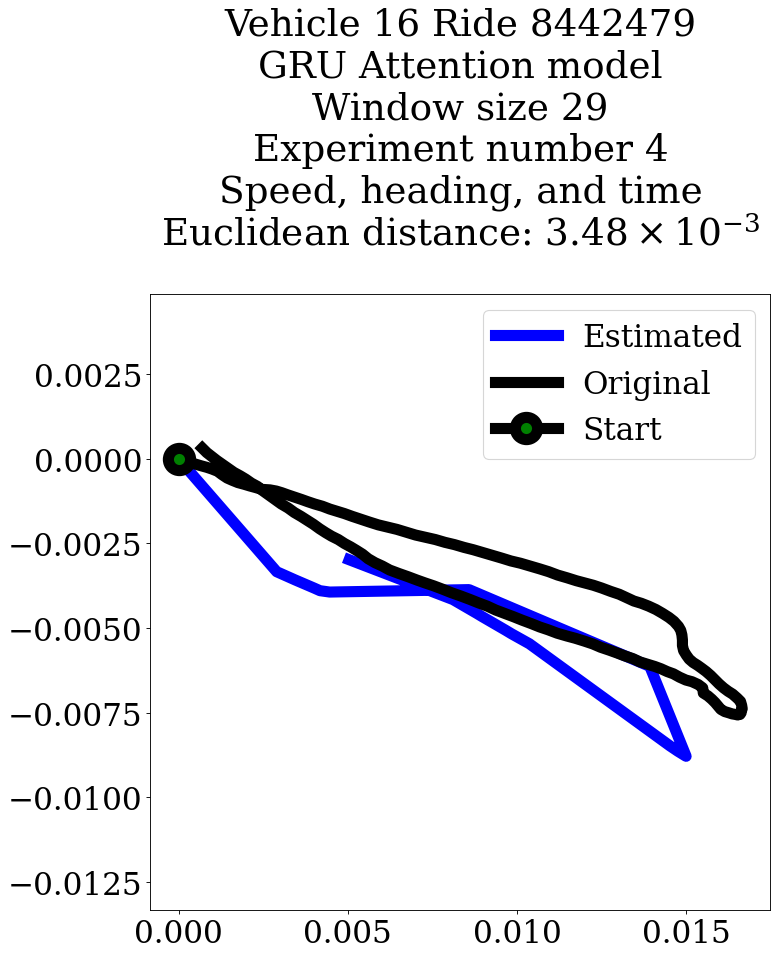 Vehicle 16 Ride 8442479
GRU Attention model
Window size 29
Experiment number 4
Speed, heading, and time
Euclidean distance: 3.48 × 10⁻³
Estimated
Original
Start
0.0025
0.0000
−0.0025
−0.0050
−0.0075
−0.0100
−0.0125
0.000 0.005 0.010 0.015